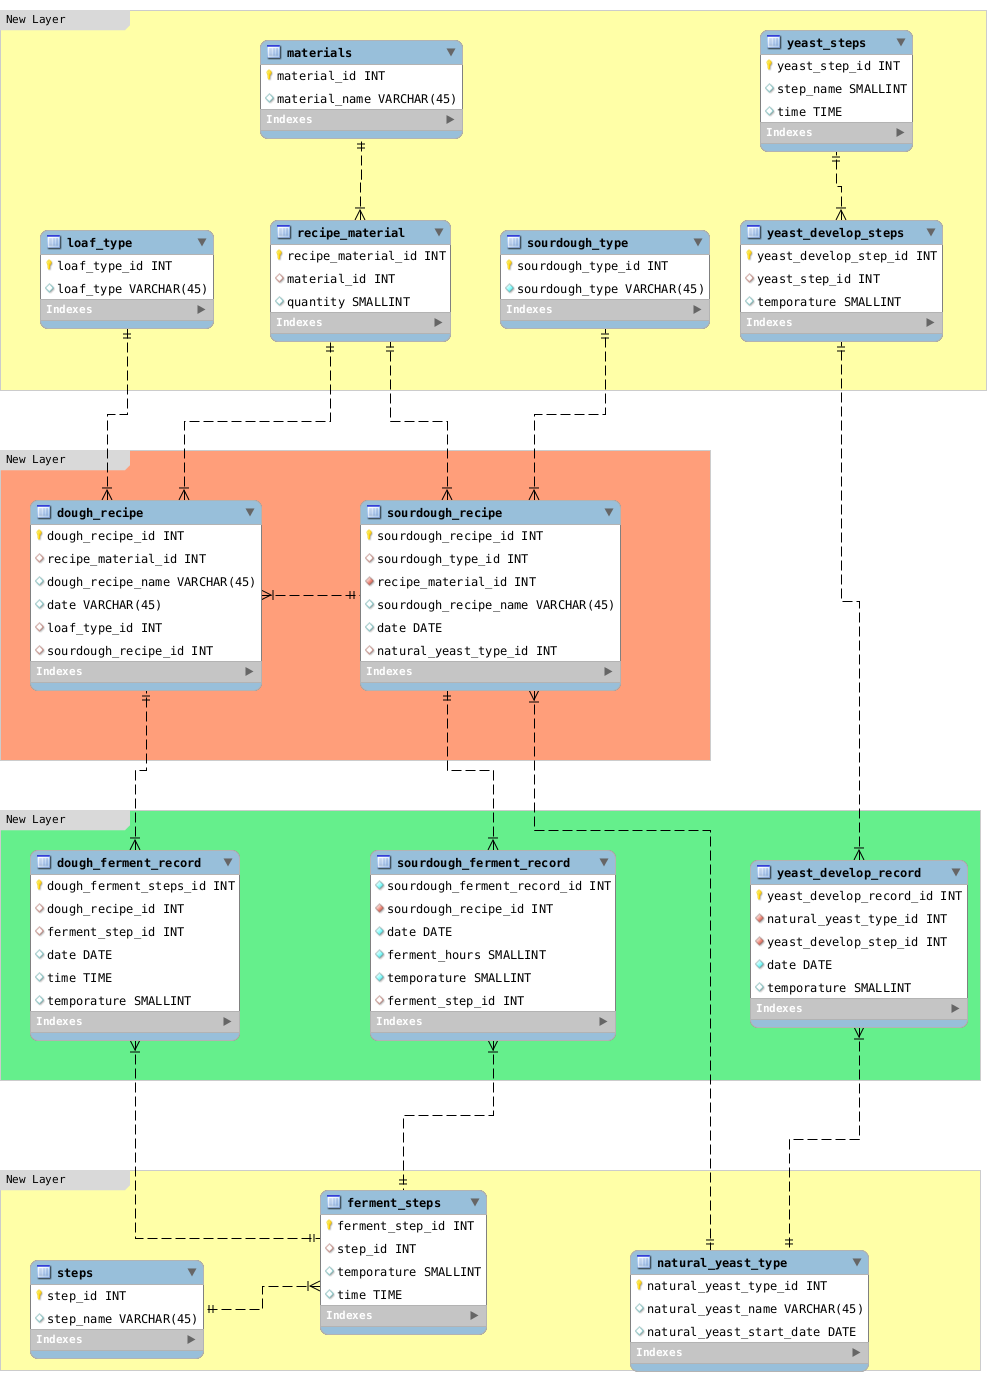 New Layer
materials
material_id INT
material_name VARCHAR(45)
Indexes
yeast_steps
yeast_step_id INT
step_name SMALLINT
time TIME
Indexes
loaf_type
loaf_type_id INT
loaf_type VARCHAR(45)
Indexes
recipe_material
recipe_material_id INT
material_id INT
quantity SMALLINT
Indexes
sourdough_type
sourdough_type_id INT
sourdough_type VARCHAR(45)
Indexes
yeast_develop_steps
yeast_develop_step_id INT
yeast_step_id INT
temporature SMALLINT
Indexes
New Layer
dough_recipe
dough_recipe_id INT
recipe_material_id INT
dough_recipe_name VARCHAR(45)
date VARCHAR(45)
loaf_type_id INT
sourdough_recipe_id INT
Indexes
sourdough_recipe
sourdough_recipe_id INT
sourdough_type_id INT
recipe_material_id INT
sourdough_recipe_name VARCHAR(45)
date DATE
natural_yeast_type_id INT
Indexes
New Layer
dough_ferment_record
dough_ferment_steps_id INT
dough_recipe_id INT
ferment_step_id INT
date DATE
time TIME
temporature SMALLINT
Indexes
sourdough_ferment_record
sourdough_ferment_record_id INT
sourdough_recipe_id INT
date DATE
ferment_hours SMALLINT
temporature SMALLINT
ferment_step_id INT
Indexes
yeast_develop_record
yeast_develop_record_id INT
natural_yeast_type_id INT
yeast_develop_step_id INT
date DATE
temporature SMALLINT
Indexes
New Layer
ferment_steps
ferment_step_id INT
step_id INT
temporature SMALLINT
time TIME
Indexes
steps
step_id INT
step_name VARCHAR(45)
Indexes
natural_yeast_type
natural_yeast_type_id INT
natural_yeast_name VARCHAR(45)
natural_yeast_start_date DATE
Indexes